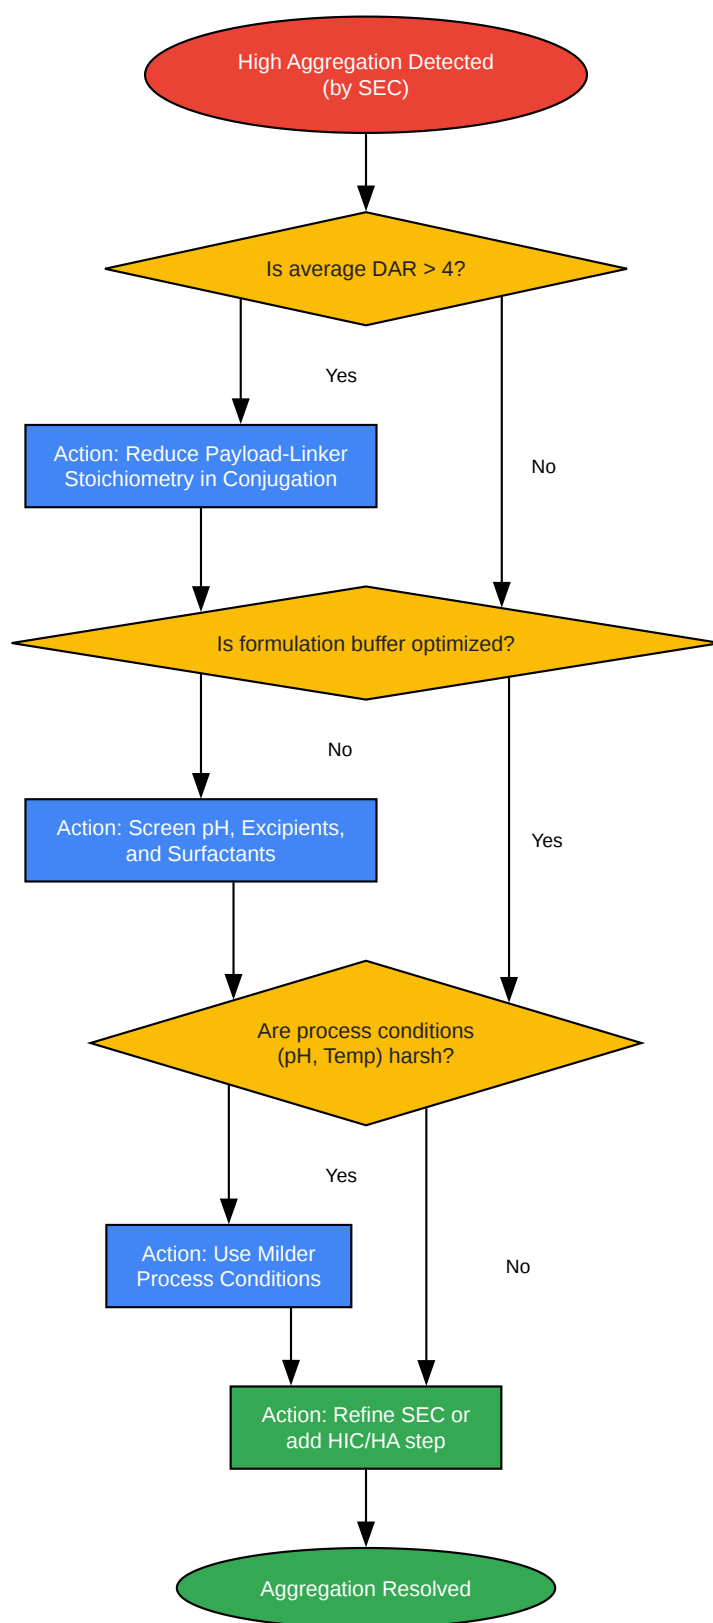 High Aggregation Detected
(by SEC)
Is average DAR > 4?
Yes
Action: Reduce Payload-Linker
Stoichiometry in Conjugation
No
Is formulation buffer optimized?
No
Action: Screen pH, Excipients,
and Surfactants
Yes
Are process conditions
(pH, Temp) harsh?
Yes
Action: Use Milder
Process Conditions
No
Action: Refine SEC or
add HIC/HA step
Aggregation Resolved